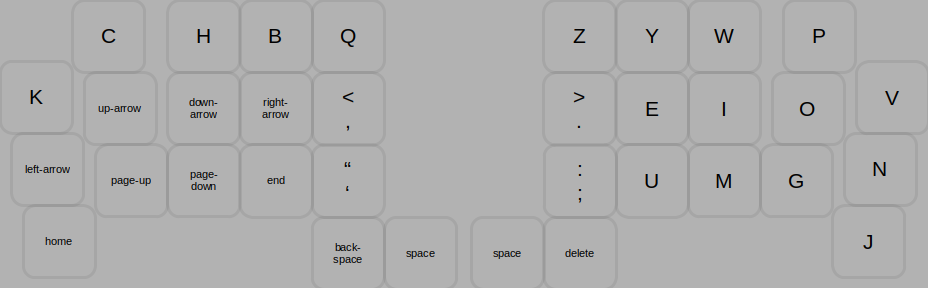 C H B Q Z Y W P
K up-arrow down-
arrow right-
arrow <
, >
. E I O V
left-arrow page-up page-
down end “
‘ :
; U M G N
home back-
space space space delete J